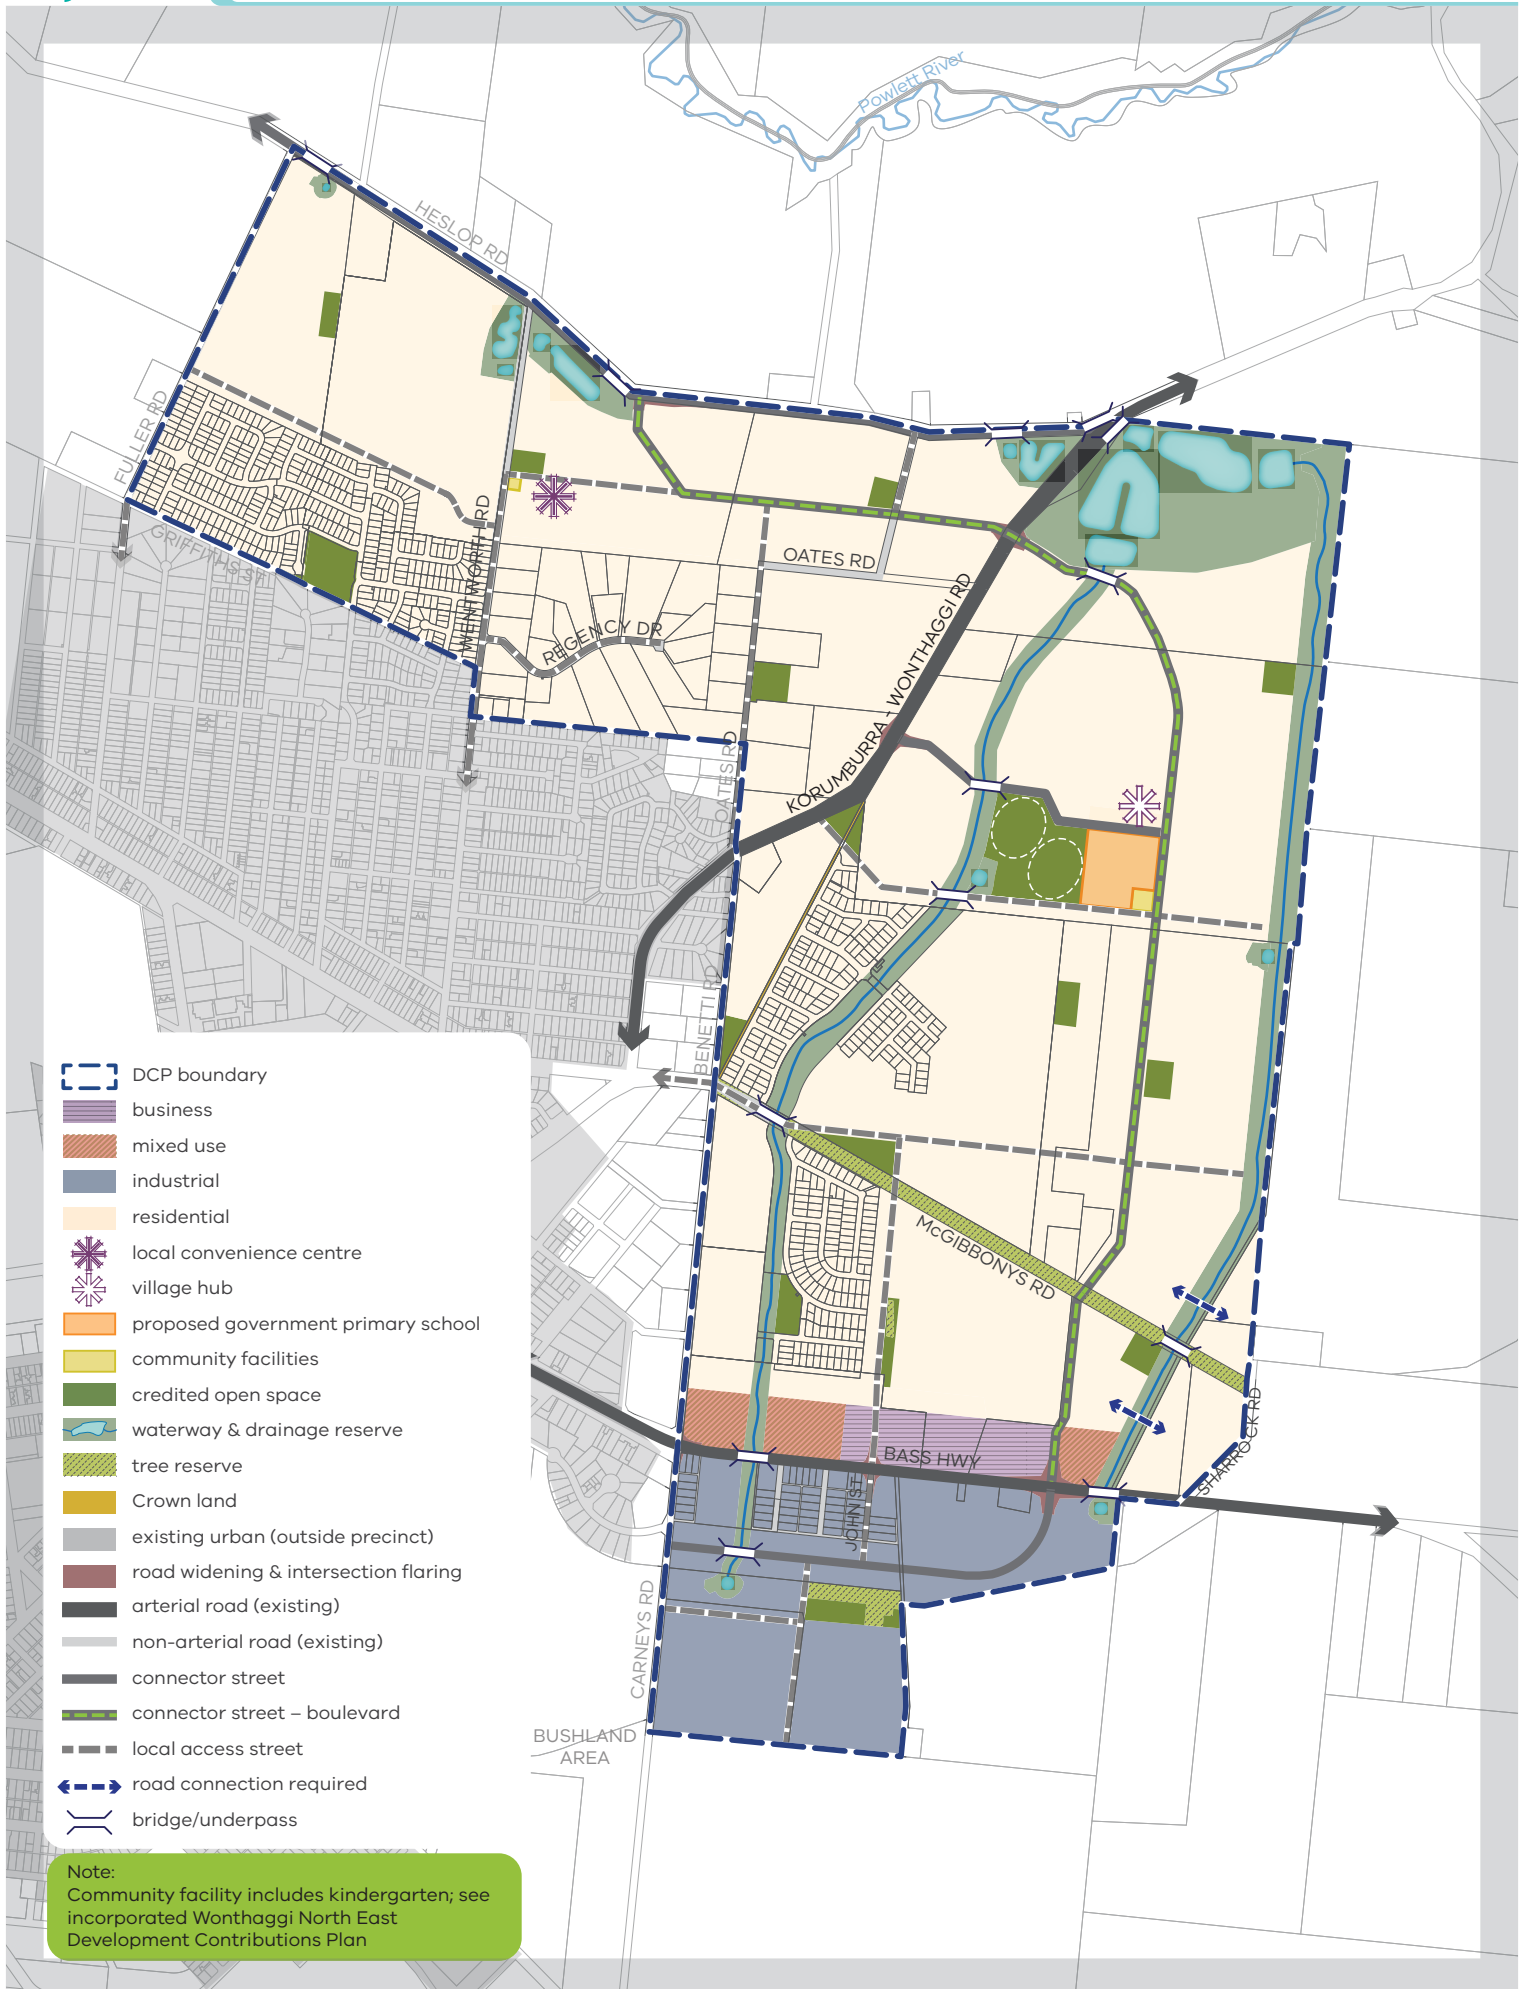 Powlett River
HESLOP RD
FULLER RD
GRIFFITHS ST
WENTWORTH RD
OATES RD
REGENCY DR
KORUMBURRA - WONTHAGGI RD
OATES RD
BENETTI RD
McGIBBONYS RD
BASS HWY
SHARROCK RD
JOHN ST
CARNEYS RD
BUSHLAND
AREA
DCP boundary
business
mixed use
industrial
residential
local convenience centre
village hub
proposed government primary school
community facilities
credited open space
waterway & drainage reserve
tree reserve
Crown land
existing urban (outside precinct)
road widening & intersection flaring
arterial road (existing)
non-arterial road (existing)
connector street
connector street – boulevard
local access street
road connection required
bridge/underpass
Note:
Community facility includes kindergarten; see
incorporated Wonthaggi North East
Development Contributions Plan